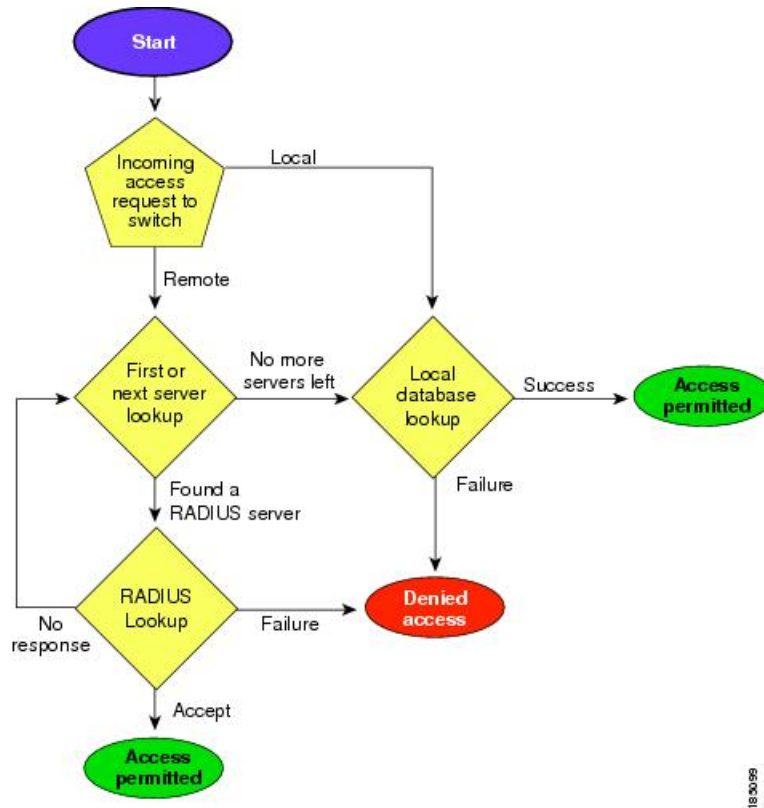 Start
Incoming
access
request to
switch
Local
Remote
First or
next server
lookup
No more
servers left
Local
database
lookup
Success
Access
permitted
Found a
RADIUS server
Failure
RADIUS
Lookup
No
response
Failure
Denied
access
Accept
Access
permitted
185099